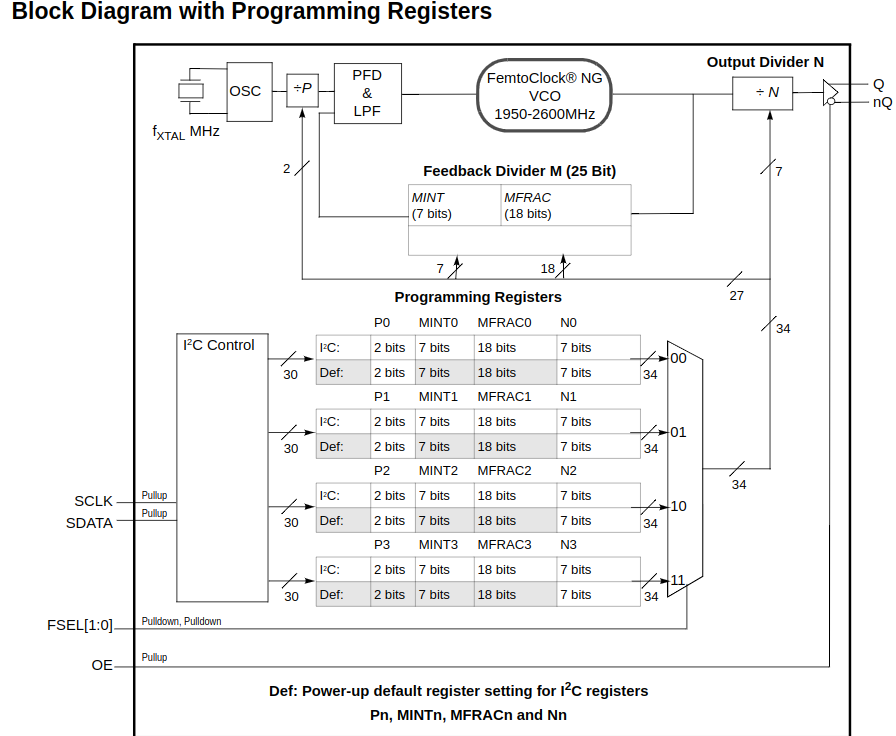 Block Diagram with Programming Registers
Output Divider N
OSC
÷P
PFD
&
LPF
FemtoClock® NG
VCO
1950-2600MHz
÷ N
Q
nQ
fXTAL MHz
2
7
Feedback Divider M (25 Bit)
MINT
(7 bits)
MFRAC
(18 bits)
7
18
27
34
Programming Registers
P0 MINT0 MFRAC0 N0
I²C Control
30
I²C: 2 bits 7 bits 18 bits 7 bits
Def: 2 bits 7 bits 18 bits 7 bits
34
00
P1 MINT1 MFRAC1 N1
30
I²C: 2 bits 7 bits 18 bits 7 bits
Def: 2 bits 7 bits 18 bits 7 bits
34
01
P2 MINT2 MFRAC2 N2
30
I²C: 2 bits 7 bits 18 bits 7 bits
Def: 2 bits 7 bits 18 bits 7 bits
34
10
34
P3 MINT3 MFRAC3 N3
30
I²C: 2 bits 7 bits 18 bits 7 bits
Def: 2 bits 7 bits 18 bits 7 bits
34
11
SCLK Pullup
SDATA Pullup
FSEL[1:0] Pulldown, Pulldown
OE Pullup
Def: Power-up default register setting for I²C registers
Pn, MINTn, MFRACn and Nn